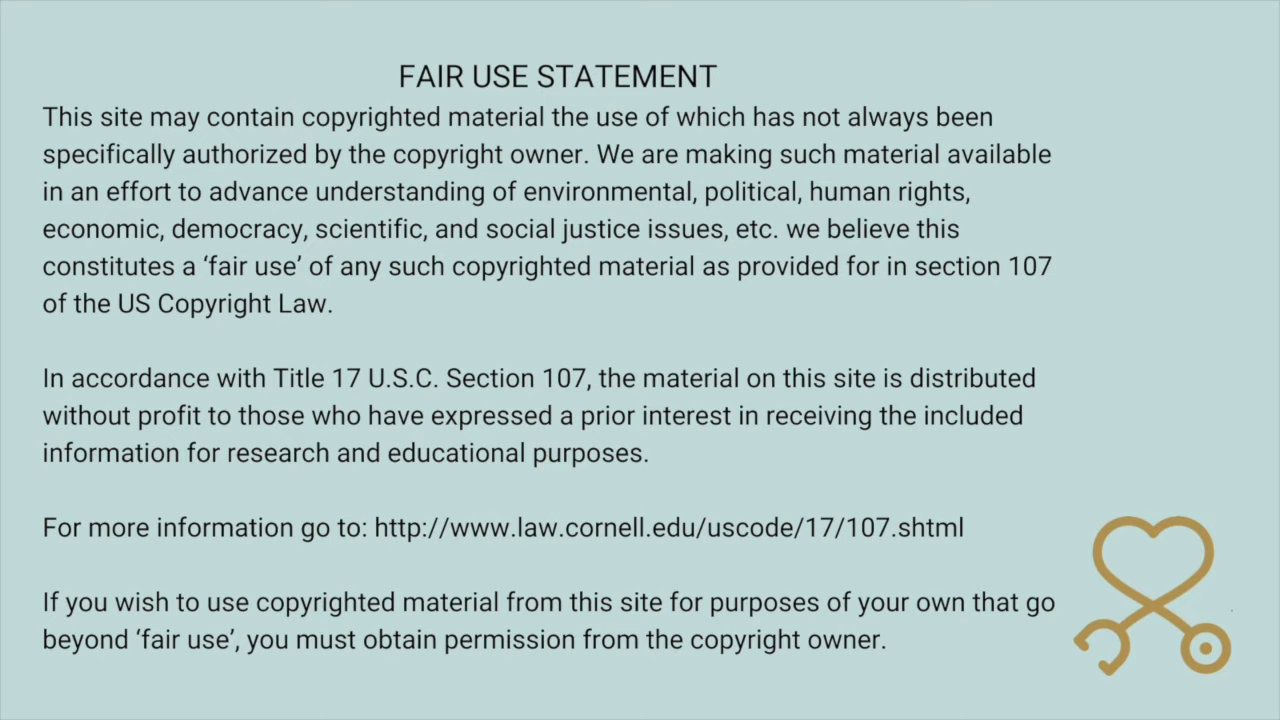 FAIR USE STATEMENT
This site may contain copyrighted material the use of which has not always been
specifically authorized by the copyright owner. We are making such material available
in an effort to advance understanding of environmental, political, human rights,
economic, democracy, scientific, and social justice issues, etc. we believe this
constitutes a ‘fair use’ of any such copyrighted material as provided for in section 107
of the US Copyright Law.
In accordance with Title 17 U.S.C. Section 107, the material on this site is distributed
without profit to those who have expressed a prior interest in receiving the included
information for research and educational purposes.
For more information go to: http://www.law.cornell.edu/uscode/17/107.shtml
If you wish to use copyrighted material from this site for purposes of your own that go
beyond ‘fair use’, you must obtain permission from the copyright owner.